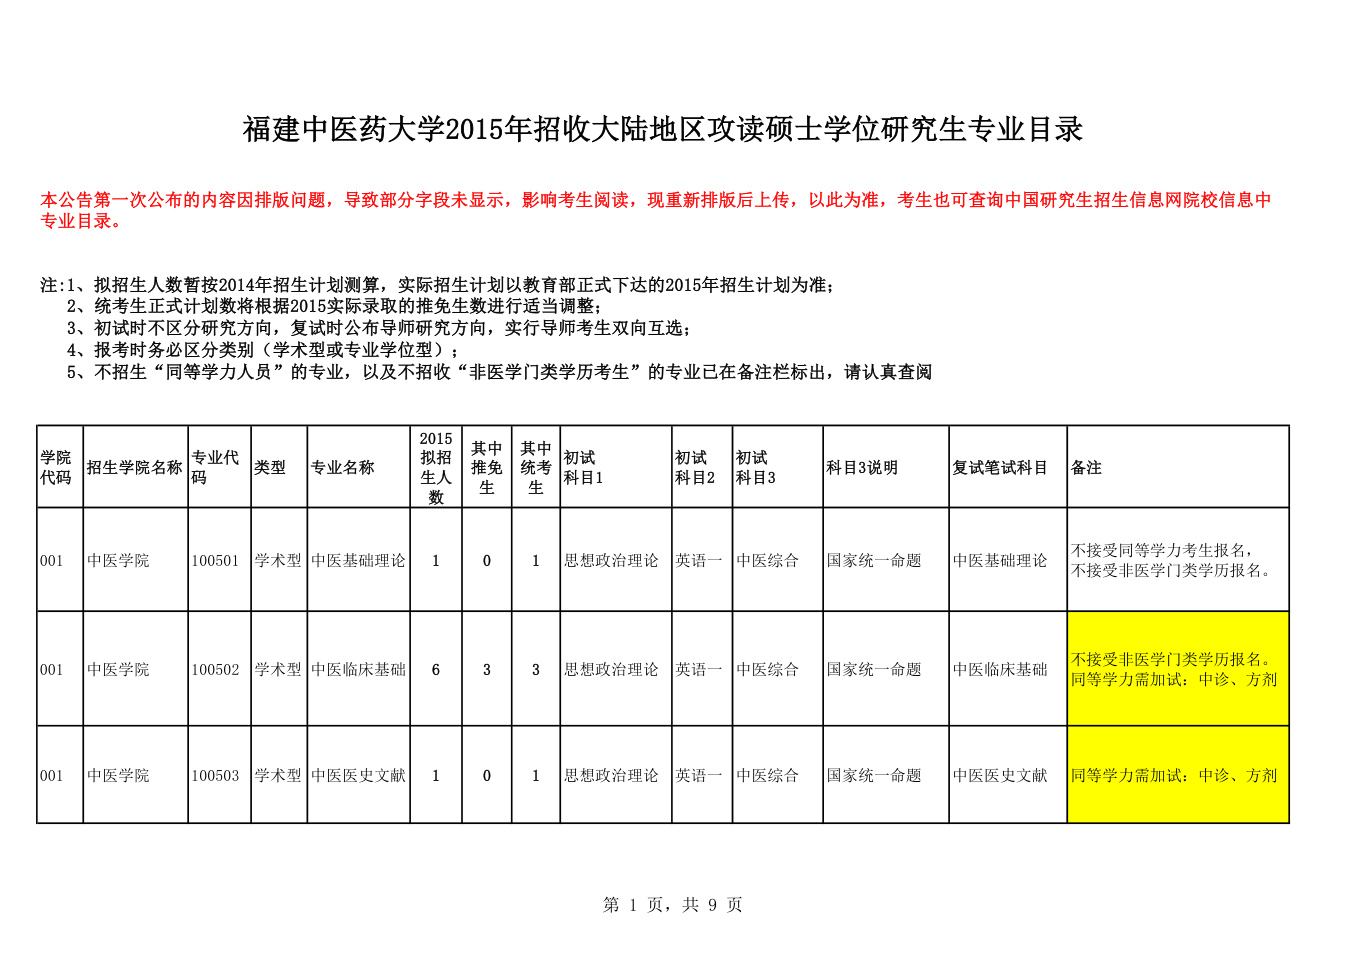 福建中医药大学2015年招收大陆地区攻读硕士学位研究生专业目录
本公告第一次公布的内容因排版问题，导致部分字段未显示，影响考生阅读，现重新排版后上传，以此为准，考生也可查询中国研究生招生信息网院校信息中
专业目录。
注:1、拟招生人数暂按2014年招生计划测算，实际招生计划以教育部正式下达的2015年招生计划为准；
2、统考生正式计划数将根据2015实际录取的推免生数进行适当调整；
3、初试时不区分研究方向，复试时公布导师研究方向，实行导师考生双向互选；
4、报考时务必区分类别（学术型或专业学位型）；
5、不招生“同等学力人员”的专业，以及不招收“非医学门类学历考生”的专业已在备注栏标出，请认真查阅
学院
代码
招生学院名称
专业代
码
类型
专业名称
2015
拟招
生人
数
其中
推免
生
其中
统考
生
初试
科目1
初试
科目2
初试
科目3
科目3说明
复试笔试科目
备注
001 中医学院 100501 学术型 中医基础理论 1 0 1 思想政治理论 英语一 中医综合 国家统一命题 中医基础理论
不接受同等学力考生报名，
不接受非医学门类学历报名。
001 中医学院 100502 学术型 中医临床基础 6 3 3 思想政治理论 英语一 中医综合 国家统一命题 中医临床基础
不接受非医学门类学历报名。
同等学力需加试：中诊、方剂
001 中医学院 100503 学术型 中医医史文献 1 0 1 思想政治理论 英语一 中医综合 国家统一命题 中医医史文献 同等学力需加试：中诊、方剂
第 1 页，共 9 页